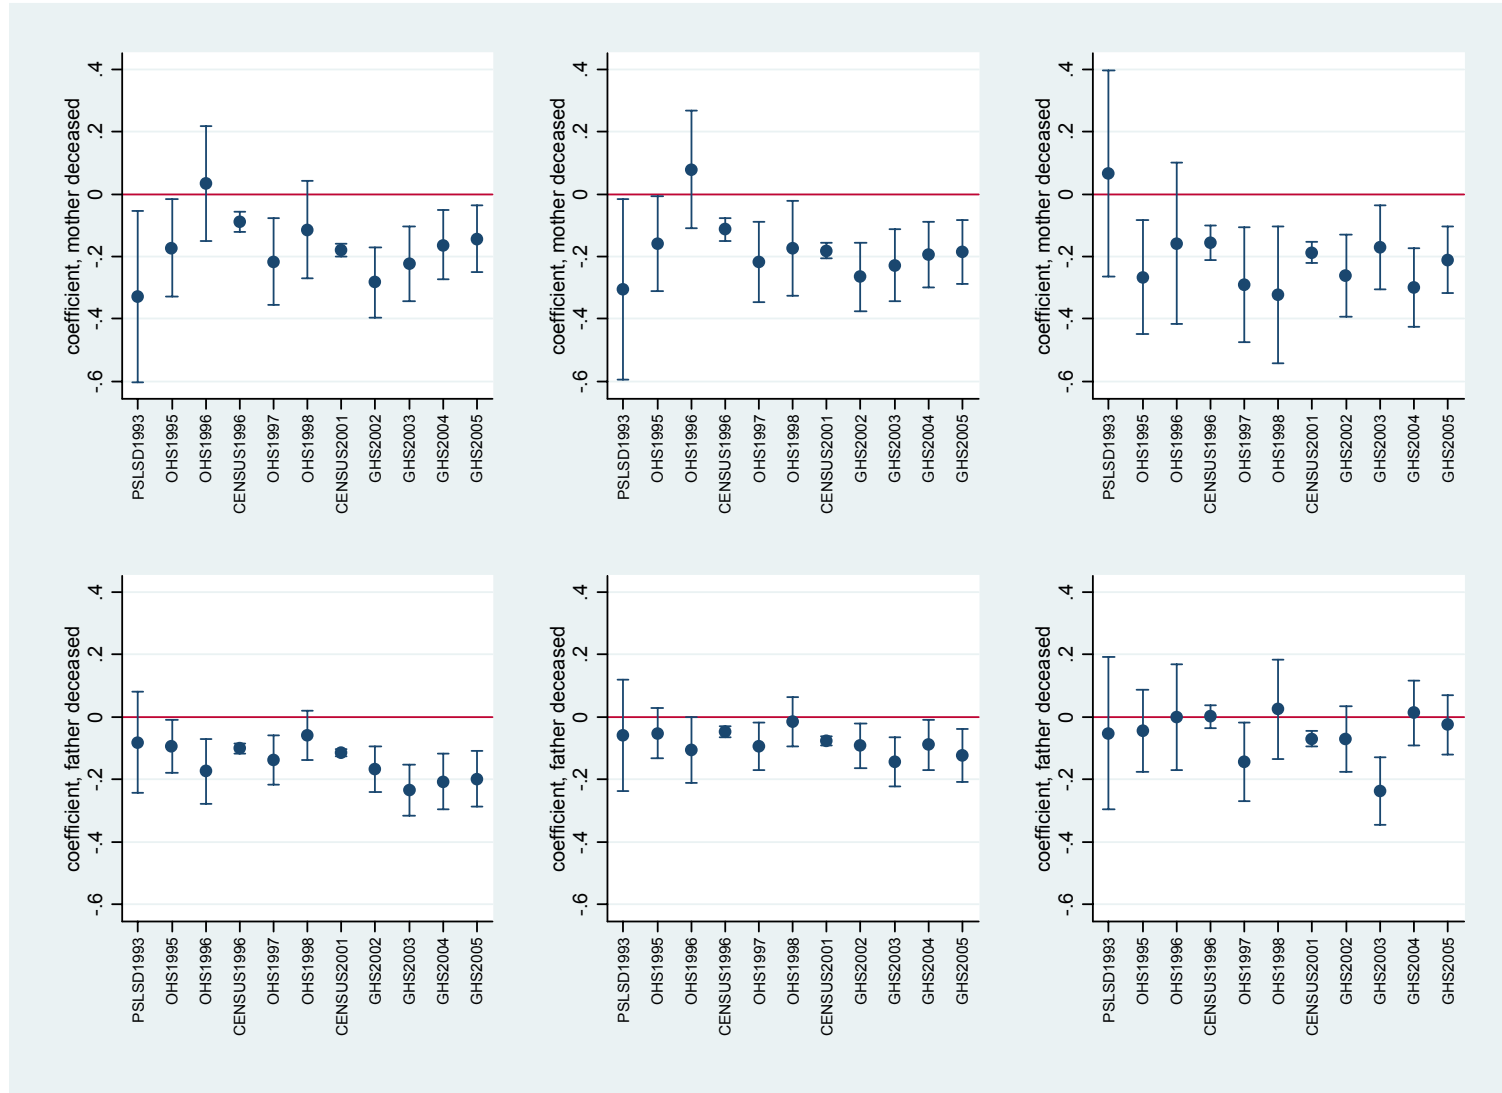 coefficient, mother deceased
.4
.2
0
-.2
-.4
-.6
PSLSD1993
OHS1995
OHS1996
CENSUS1996
OHS1997
OHS1998
CENSUS2001
GHS2002
GHS2003
GHS2004
GHS2005
coefficient, mother deceased
.4
.2
0
-.2
-.4
-.6
PSLSD1993
OHS1995
OHS1996
CENSUS1996
OHS1997
OHS1998
CENSUS2001
GHS2002
GHS2003
GHS2004
GHS2005
coefficient, mother deceased
.4
.2
0
-.2
-.4
-.6
PSLSD1993
OHS1995
OHS1996
CENSUS1996
OHS1997
OHS1998
CENSUS2001
GHS2002
GHS2003
GHS2004
GHS2005
coefficient, father deceased
.4
.2
0
-.2
-.4
-.6
PSLSD1993
OHS1995
OHS1996
CENSUS1996
OHS1997
OHS1998
CENSUS2001
GHS2002
GHS2003
GHS2004
GHS2005
coefficient, father deceased
.4
.2
0
-.2
-.4
-.6
PSLSD1993
OHS1995
OHS1996
CENSUS1996
OHS1997
OHS1998
CENSUS2001
GHS2002
GHS2003
GHS2004
GHS2005
coefficient, father deceased
.4
.2
0
-.2
-.4
-.6
PSLSD1993
OHS1995
OHS1996
CENSUS1996
OHS1997
OHS1998
CENSUS2001
GHS2002
GHS2003
GHS2004
GHS2005